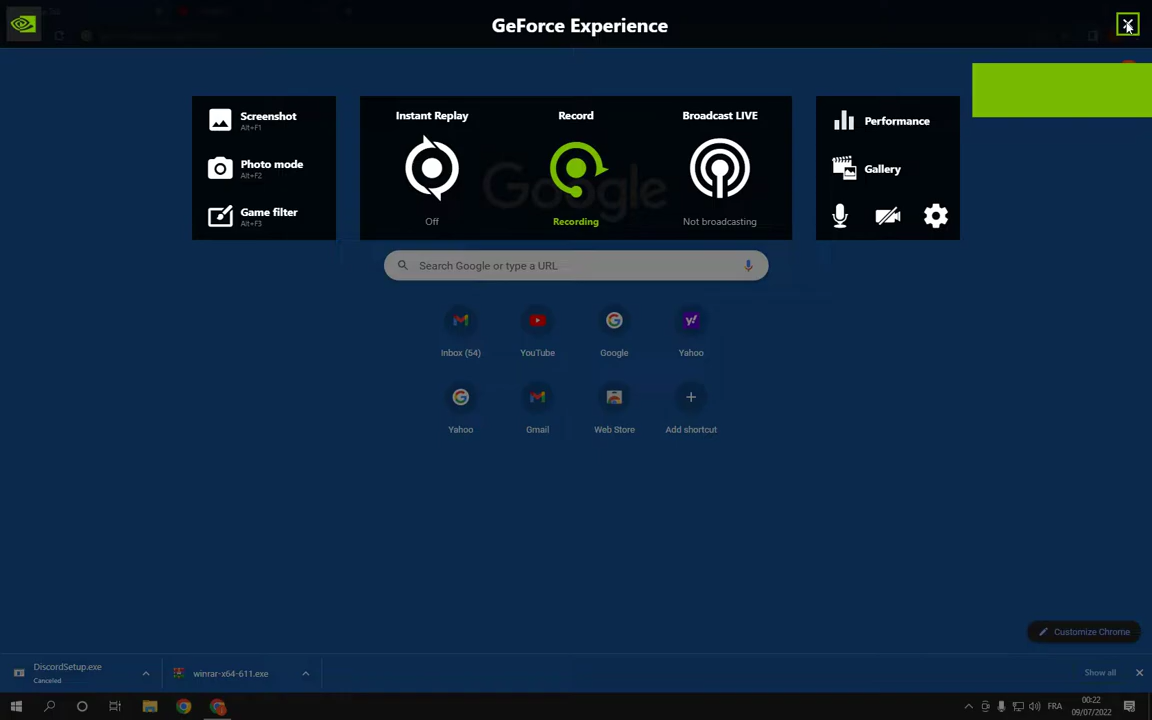 GeForce Experience
Screenshot
Alt+F1
Photo mode
Alt+F2
Game filter
Alt+F3
Instant Replay
Off
Record
Recording
Broadcast LIVE
Not broadcasting
Performance
Gallery
Google
Search Google or type a URL
Inbox (54)
YouTube
Google
Yahoo
Yahoo
Gmail
Web Store
Add shortcut
Customize Chrome
DiscordSetup.exe
Canceled
winrar-x64-611.exe
Show all
FRA
00:22
09/07/2022